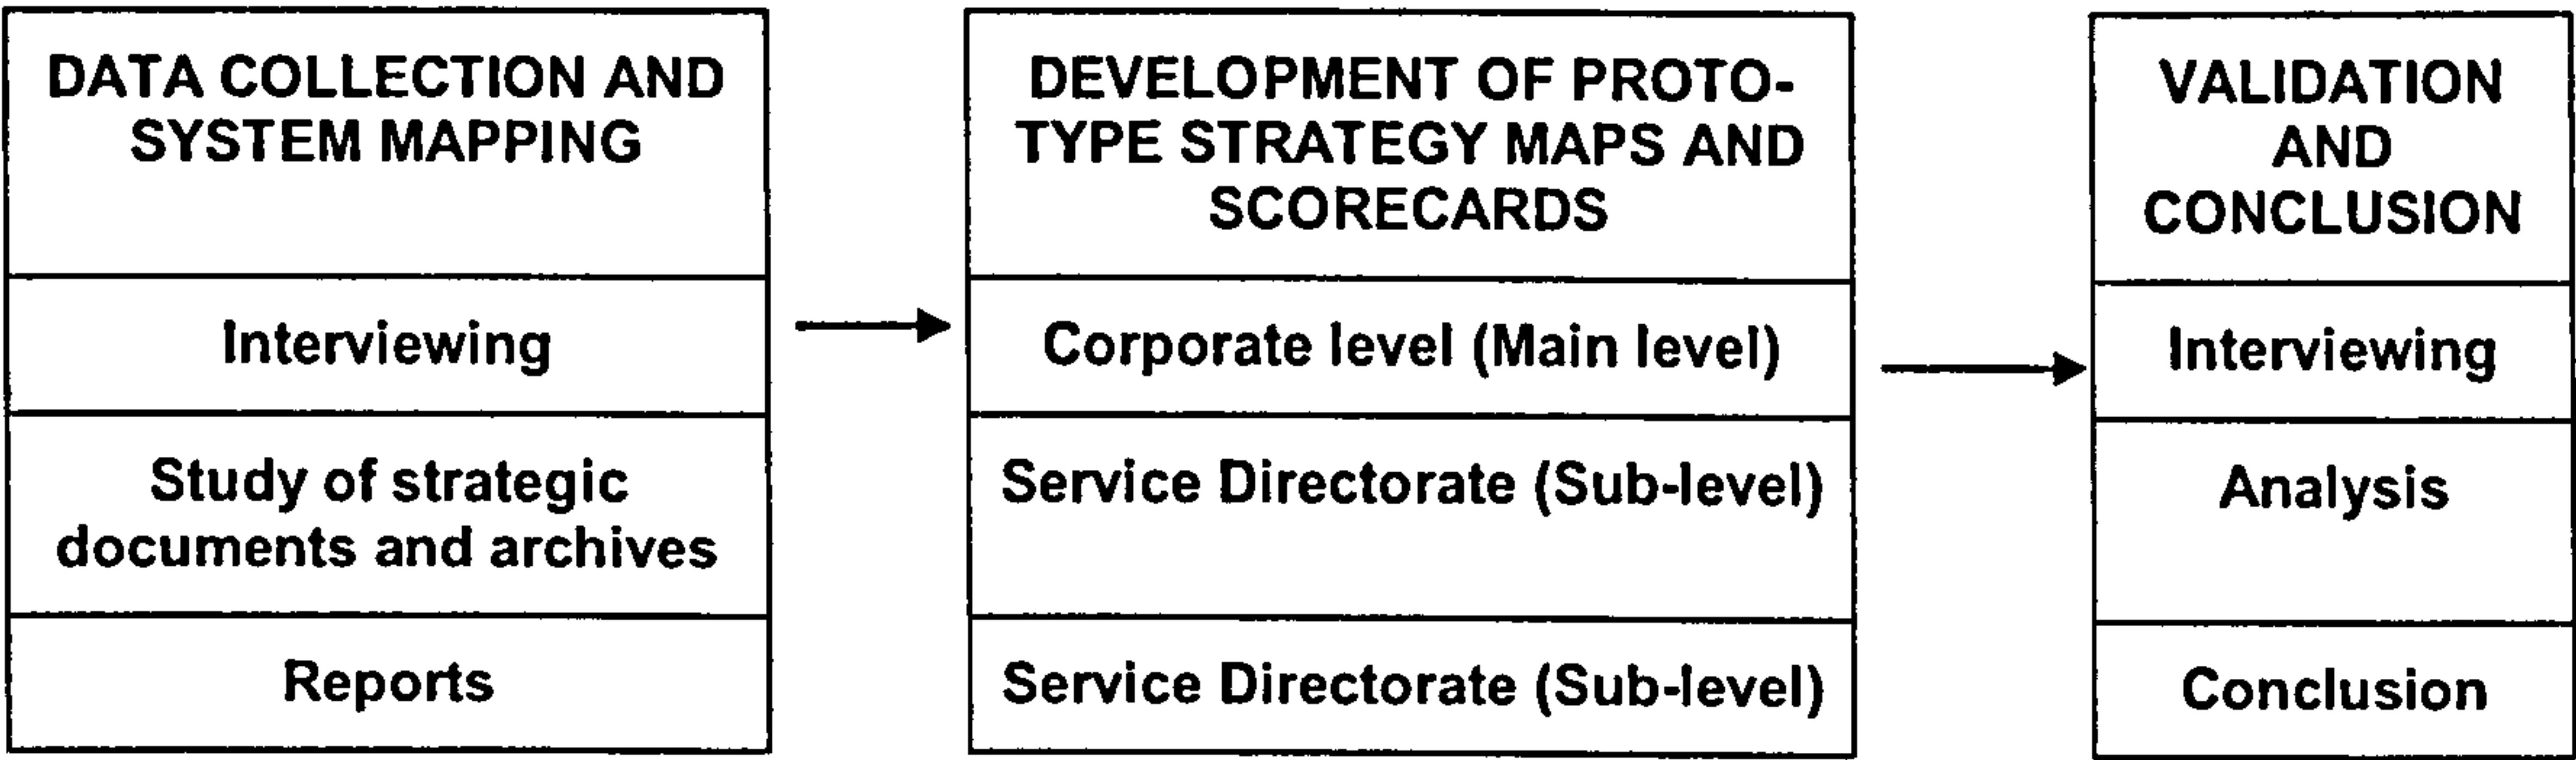 DATA COLLECTION AND
SYSTEM MAPPING
Interviewing
Study of strategic
documents and archives
Reports
DEVELOPMENT OF PROTO-
TYPE STRATEGY MAPS AND
SCORECARDS
Corporate level (Main level)
Service Directorate (Sub-level)
Service Directorate (Sub-level)
VALIDATION
AND
CONCLUSION
Interviewing
Analysis
Conclusion